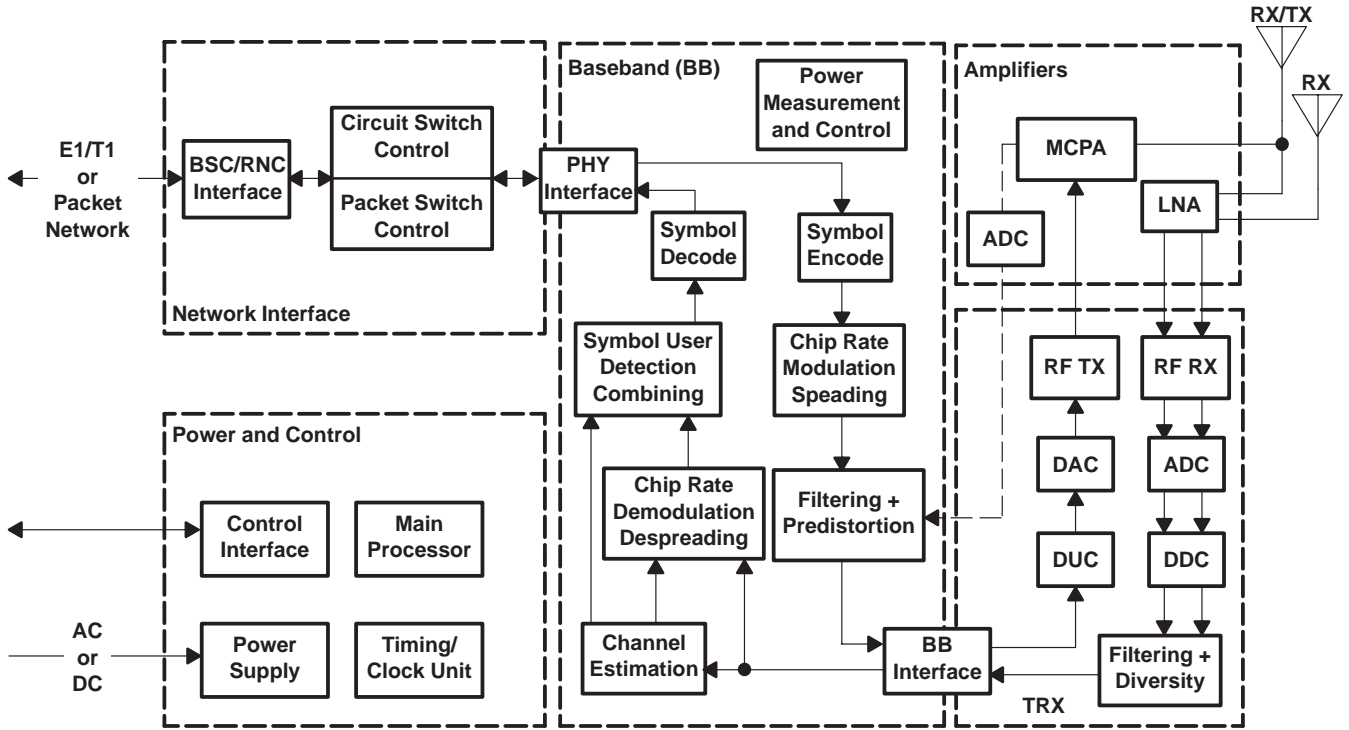 RX/TX
RX
Network Interface
E1/T1
or
Packet
Network
BSC/RNC
Interface
Circuit Switch
Control
Packet Switch
Control
Baseband (BB)
Power
Measurement
and Control
PHY
Interface
Symbol
Decode
Symbol
Encode
Symbol User
Detection
Combining
Chip Rate
Modulation
Speading
Chip Rate
Demodulation
Despreading
Filtering +
Predistortion
Channel
Estimation
BB
Interface
Amplifiers
MCPA
LNA
ADC
RF TX
RF RX
DAC
ADC
DUC
DDC
Filtering +
Diversity
TRX
Power and Control
Control
Interface
Main
Processor
AC
or
DC
Power
Supply
Timing/
Clock Unit